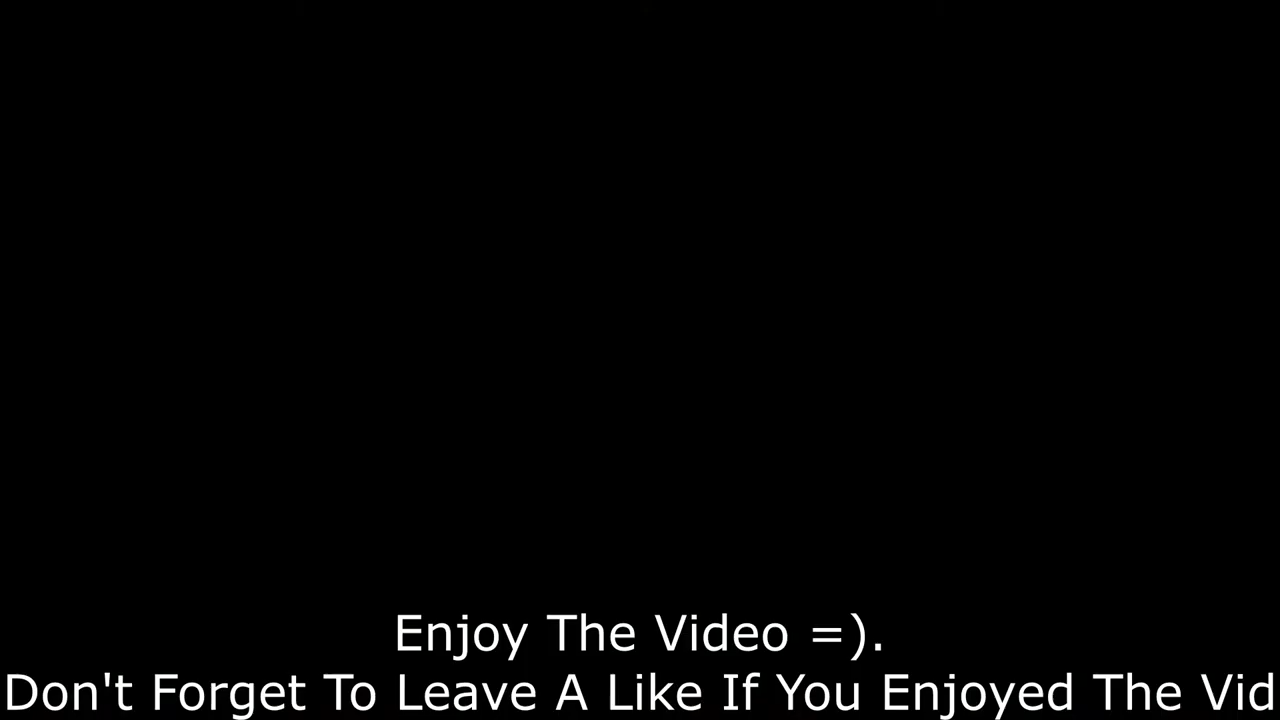 Enjoy The Video =).
Don't Forget To Leave A Like If You Enjoyed The Vid